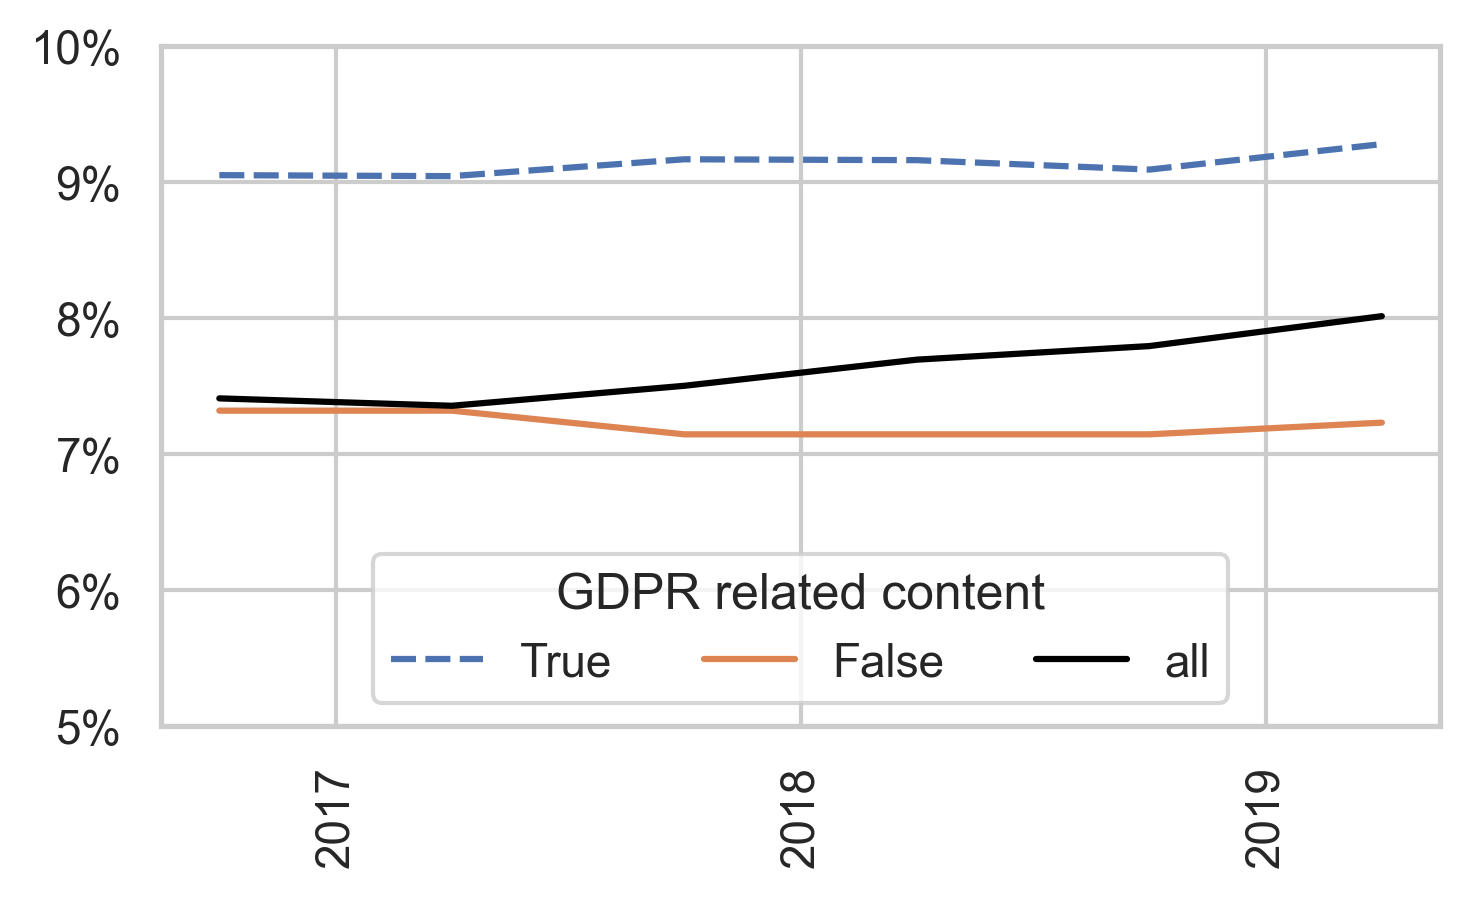 10%
9%
8%
7%
6%
5%
GDPR related content
True False all
2017 2018 2019